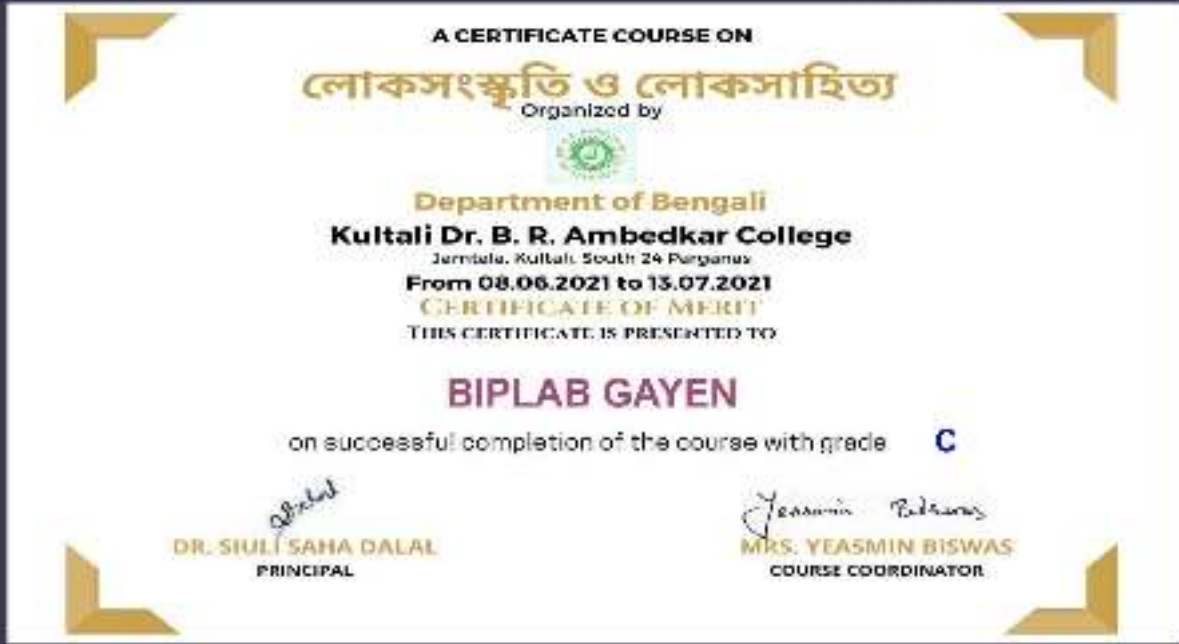 A CERTIFICATE COURSE ON
লোকসংস্কৃতি ও লোকসাহিত্য
Organized by
Department of Bengali
Kultali Dr. B. R. Ambedkar College
Jamtala, Kultali, South 24 Parganas
From 08.06.2021 to 13.07.2021
CERTIFICATE OF MERIT
THIS CERTIFICATE IS PRESENTED TO
BIPLAB GAYEN
on successful completion of the course with grade C
Yeasmin Biswas
DR. SIULI SAHA DALAL
MRS. YEASMIN BISWAS
PRINCIPAL
COURSE COORDINATOR